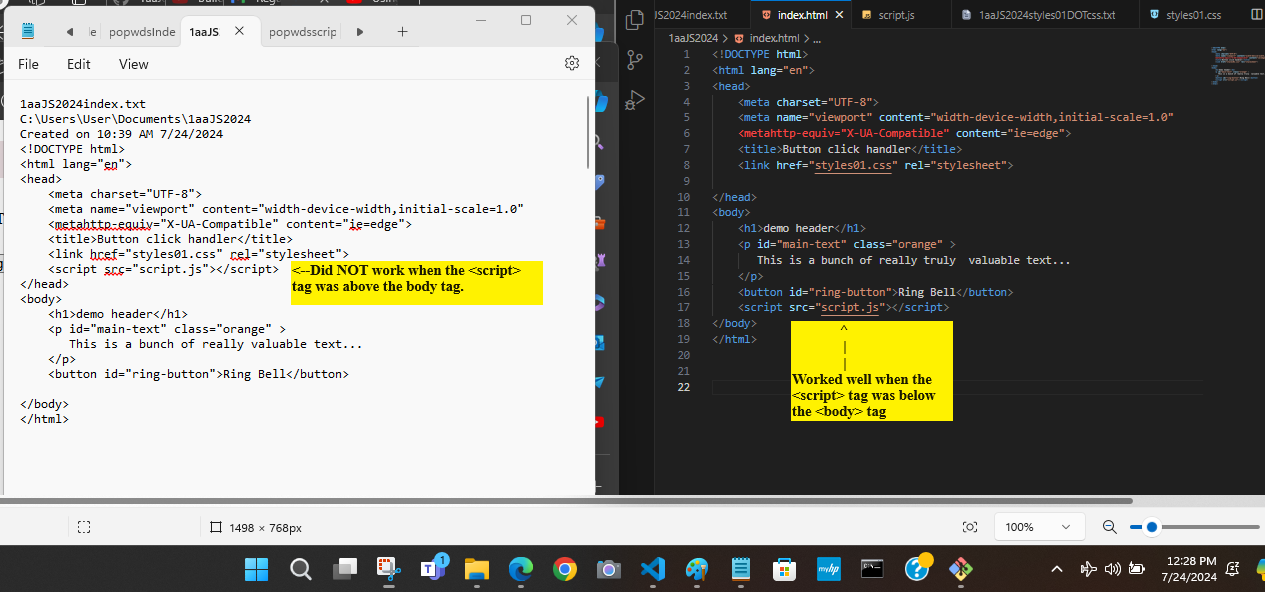 le
popwdsInde
1aaJS
popwdsscrip
File Edit View
1aaJS2024index.txt
C:\Users\User\Documents\1aaJS2024
Created on 10:39 AM 7/24/2024
<!DOCTYPE html>
<html lang="en">
<head>
<meta charset="UTF-8">
<meta name="viewport" content="width-device-width,initial-scale=1.0"
<metahttp-equiv="X-UA-Compatible" content="ie=edge">
<title>Button click handler</title>
<link href="styles01.css" rel="stylesheet">
<script src="script.js"></script>
</head>
<body>
<h1>demo header</h1>
<p id="main-text" class="orange" >
This is a bunch of really valuable text...
</p>
<button id="ring-button">Ring Bell</button>
</body>
</html>
<--Did NOT work when the <script>
tag was above the body tag.
JS2024index.txt
index.html
script.js
1aaJS2024styles01DOTcss.txt
styles01.css
1aaJS2024 > index.html > ...
1 <!DOCTYPE html>
2 <html lang="en">
3 <head>
4 <meta charset="UTF-8">
5 <meta name="viewport" content="width-device-width,initial-scale=1.0"
6 <metahttp-equiv="X-UA-Compatible" content="ie=edge">
7 <title>Button click handler</title>
8 <link href="styles01.css" rel="stylesheet">
9
10 </head>
11 <body>
12 <h1>demo header</h1>
13 <p id="main-text" class="orange" >
14 This is a bunch of really truly  valuable text...
15 </p>
16 <button id="ring-button">Ring Bell</button>
17 <script src="script.js"></script>
18 </body>
19 </html>
20
21
22
^
|
|
Worked well when the
<script> tag was below
the <body> tag
1498 × 768px
100%
1
myhp
12:28 PM
7/24/2024